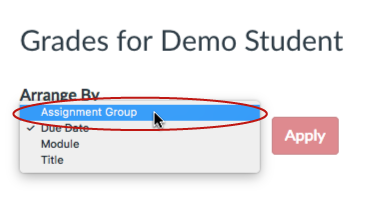 Grades for Demo Student
Arrange By
Assignment Group
✓ Due Date
Module
Title
Apply